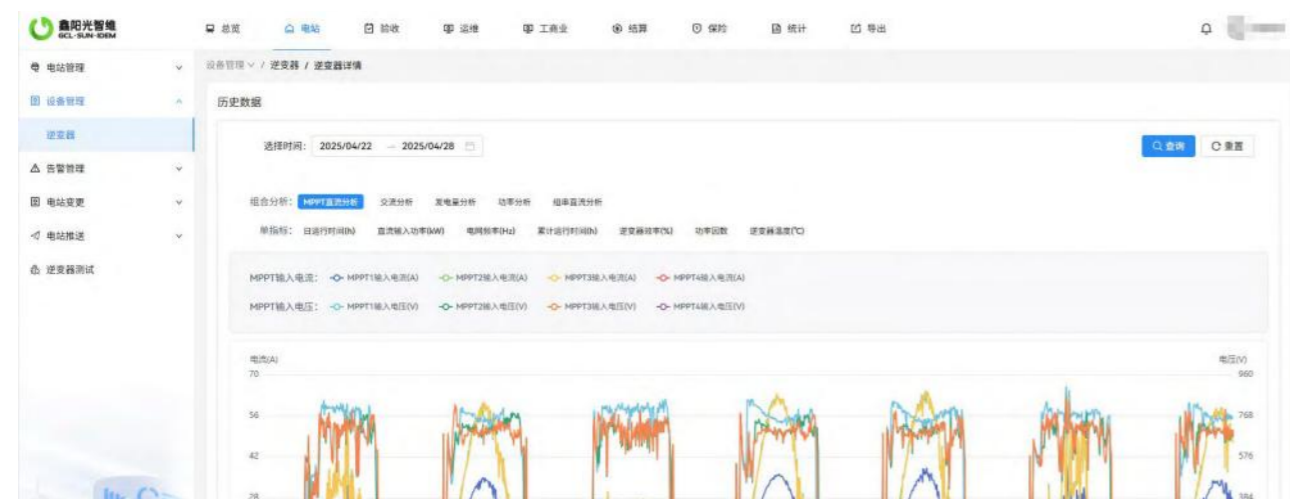 鑫阳光智维
GCL-SUN-IDEM
总览 电站 验收 运维 工商业 结算 保险 统计 导出
电站管理
设备管理
逆变器
告警管理
电站变更
电站推送
逆变器测试
设备管理 / 逆变器 / 逆变器详情
历史数据
选择时间: 2025/04/22 → 2025/04/28 查询 重置
组合分析: MPPT直流分析 交流分析 发电量分析 功率分析 组串直流分析
单指标: 日运行时间(h) 直流输入功率(kW) 电网频率(Hz) 累计运行时间(h) 逆变器效率(%) 功率因数 逆变器温度(℃)
MPPT输入电流: MPPT1输入电流(A) MPPT2输入电流(A) MPPT3输入电流(A) MPPT4输入电流(A)
MPPT输入电压: MPPT1输入电压(V) MPPT2输入电压(V) MPPT3输入电压(V) MPPT4输入电压(V)
电流(A) 电压(V)
70 960
56 768
42 576
28 384